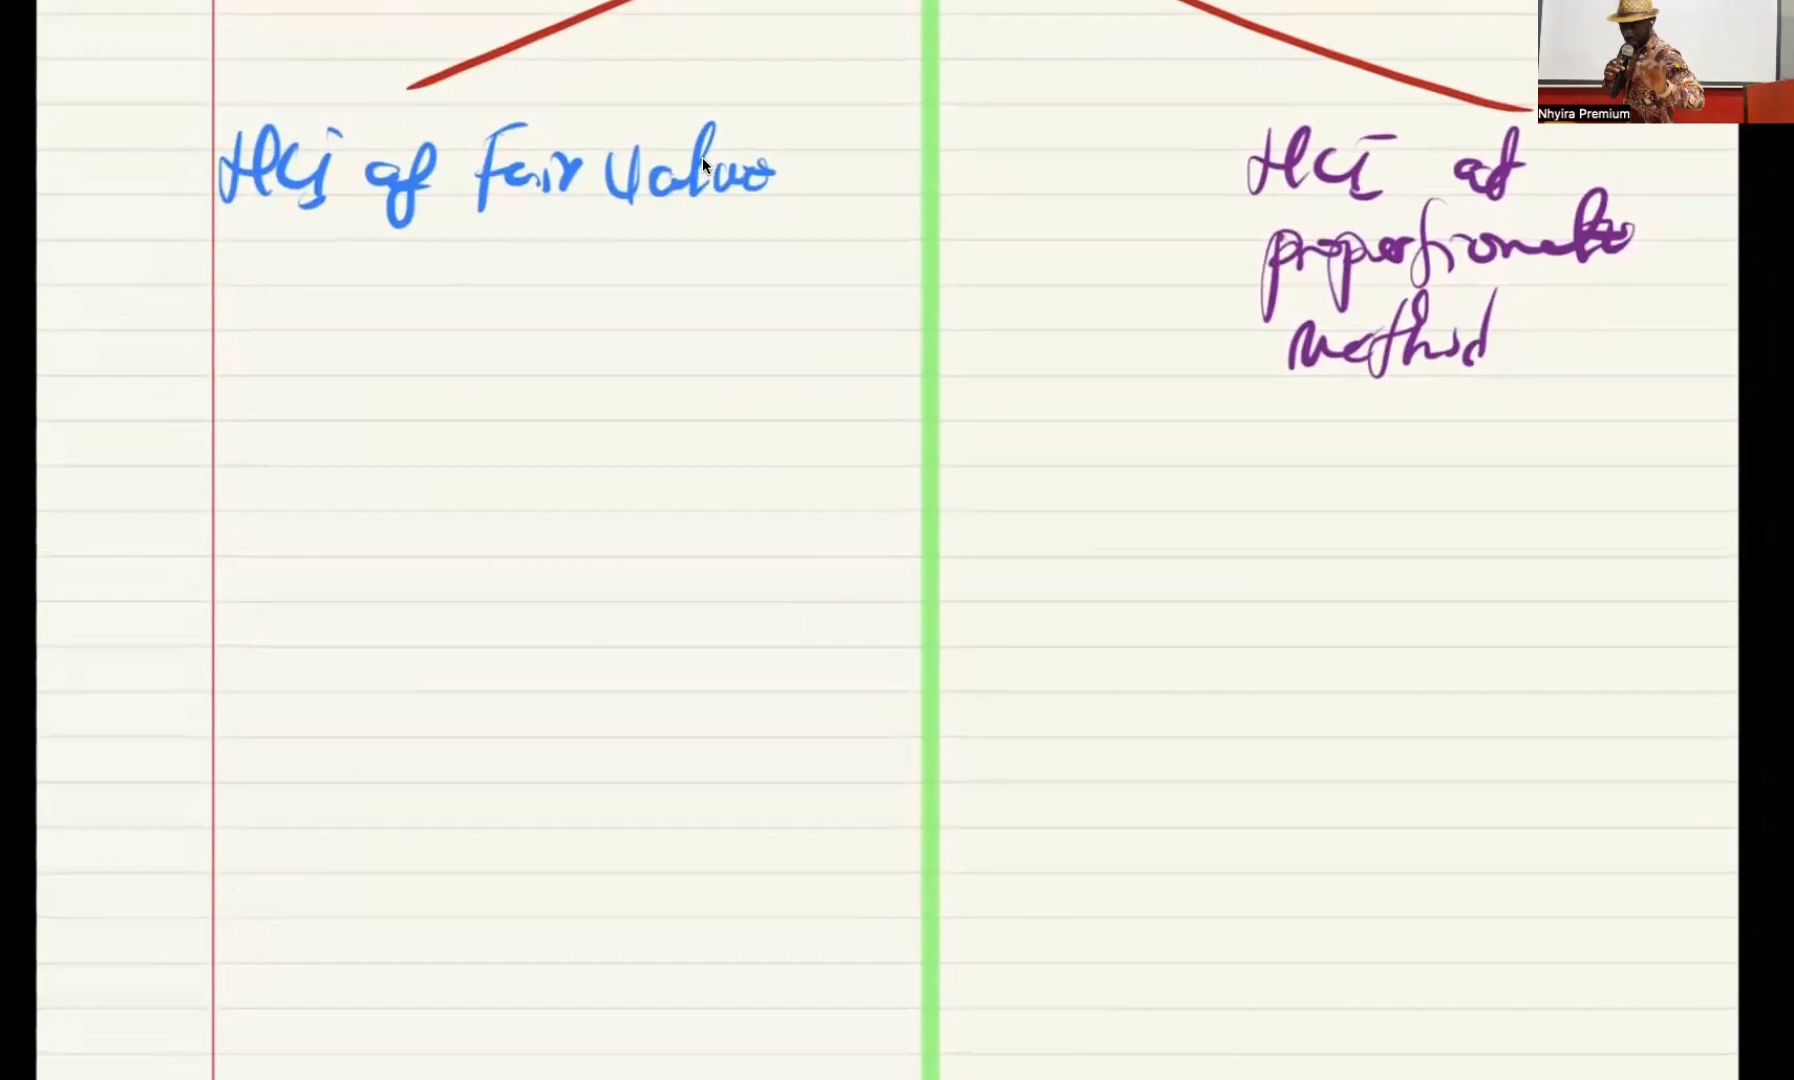 NCI at Fair Value
NCI at
proportionate
method
Nhyira Premium